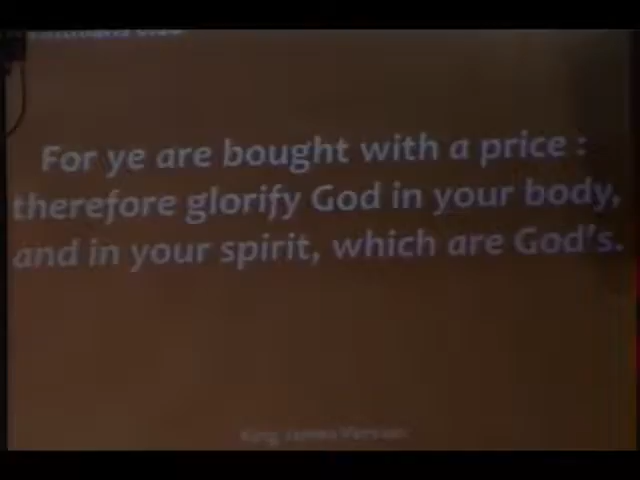 For ye are bought with a price :
therefore glorify God in your body,
and in your spirit, which are God's.
King James Version